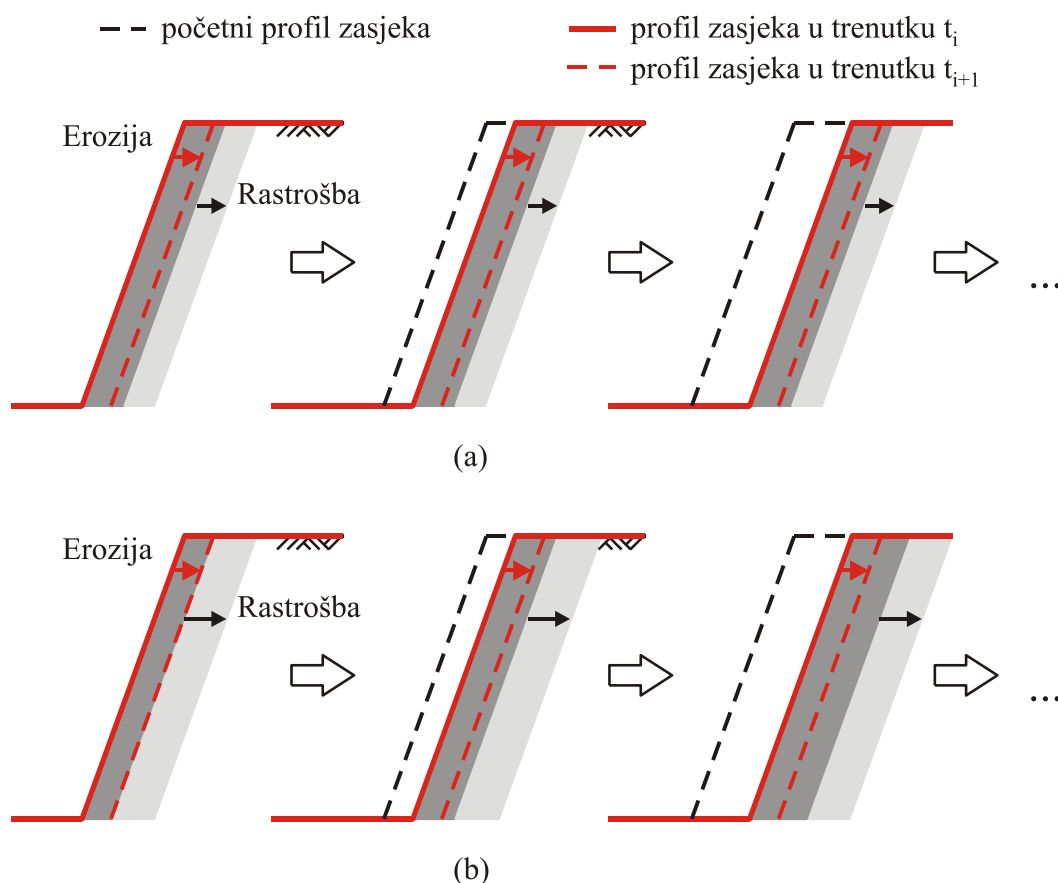 početni profil zasjeka
profil zasjeka u trenutku tᵢ
profil zasjeka u trenutku tᵢ₊₁
Erozija
Rastrošba
...
(a)
Erozija
Rastrošba
...
(b)